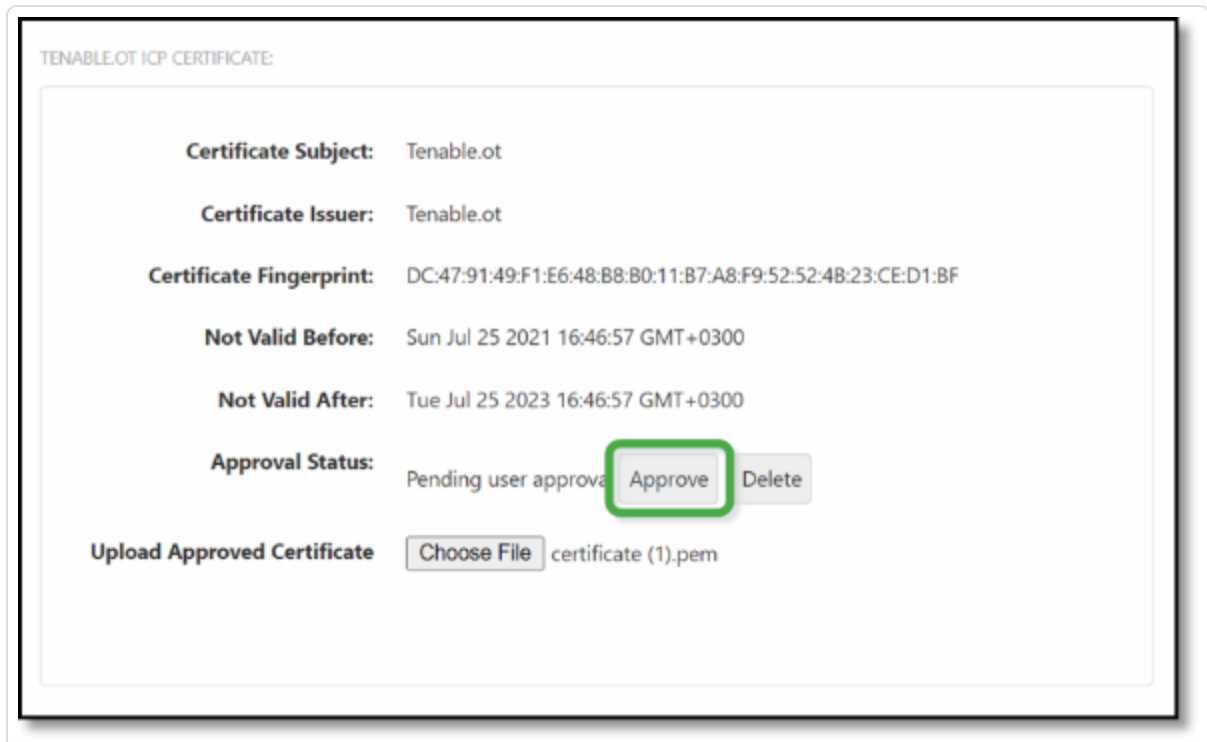 TENABLE.OT ICP CERTIFICATE:
Certificate Subject: Tenable.ot
Certificate Issuer: Tenable.ot
Certificate Fingerprint: DC:47:91:49:F1:E6:48:B8:B0:11:B7:A8:F9:52:52:4B:23:CE:D1:BF
Not Valid Before: Sun Jul 25 2021 16:46:57 GMT+0300
Not Valid After: Tue Jul 25 2023 16:46:57 GMT+0300
Approval Status: Pending user approva Approve Delete
Upload Approved Certificate Choose File certificate (1).pem